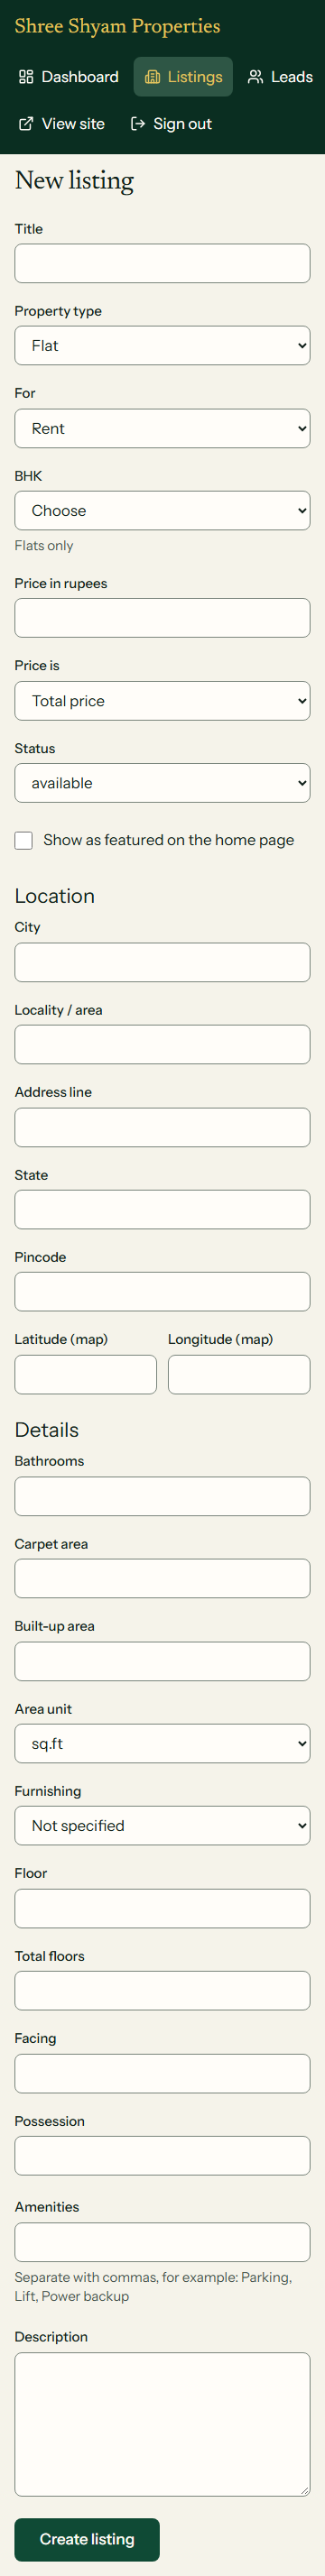 Shree Shyam Properties
Dashboard Listings Leads
View site Sign out
New listing
Title
Property type
Flat
For
Rent
BHK
Choose
Flats only
Price in rupees
Price is
Total price
Status
available
Show as featured on the home page
Location
City
Locality / area
Address line
State
Pincode
Latitude (map) Longitude (map)
Details
Bathrooms
Carpet area
Built-up area
Area unit
sq.ft
Furnishing
Not specified
Floor
Total floors
Facing
Possession
Amenities
Separate with commas, for example: Parking,
Lift, Power backup
Description
Create listing